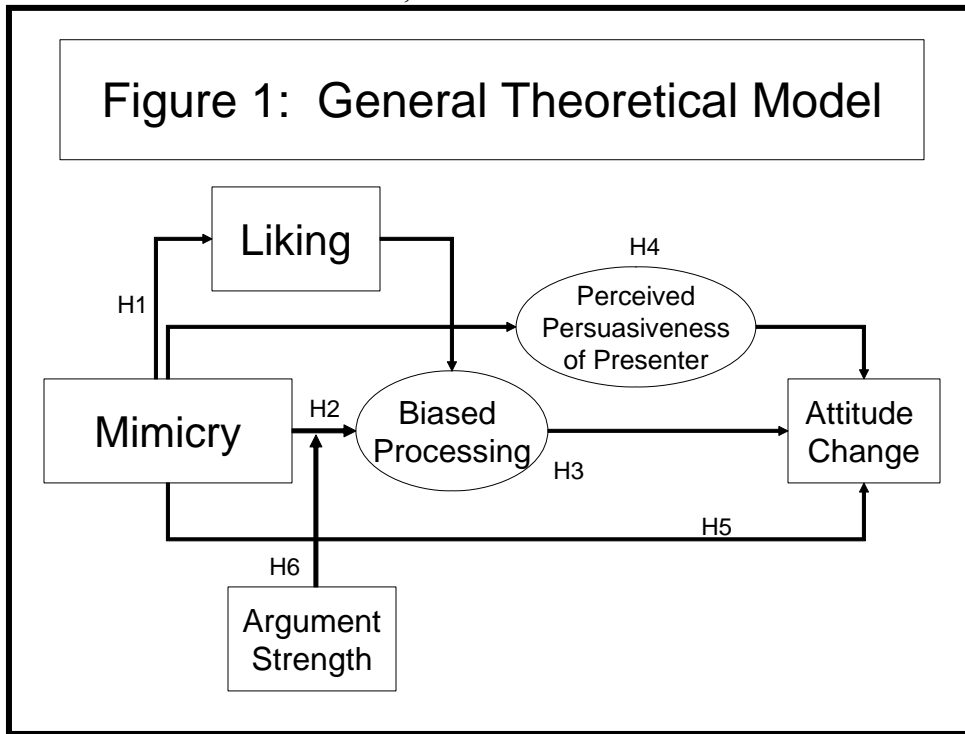 Figure 1: General Theoretical Model
Liking
H4
H1
Perceived
Persuasiveness
of Presenter
Mimicry
H2
Biased
Processing
H3
Attitude
Change
H5
H6
Argument
Strength